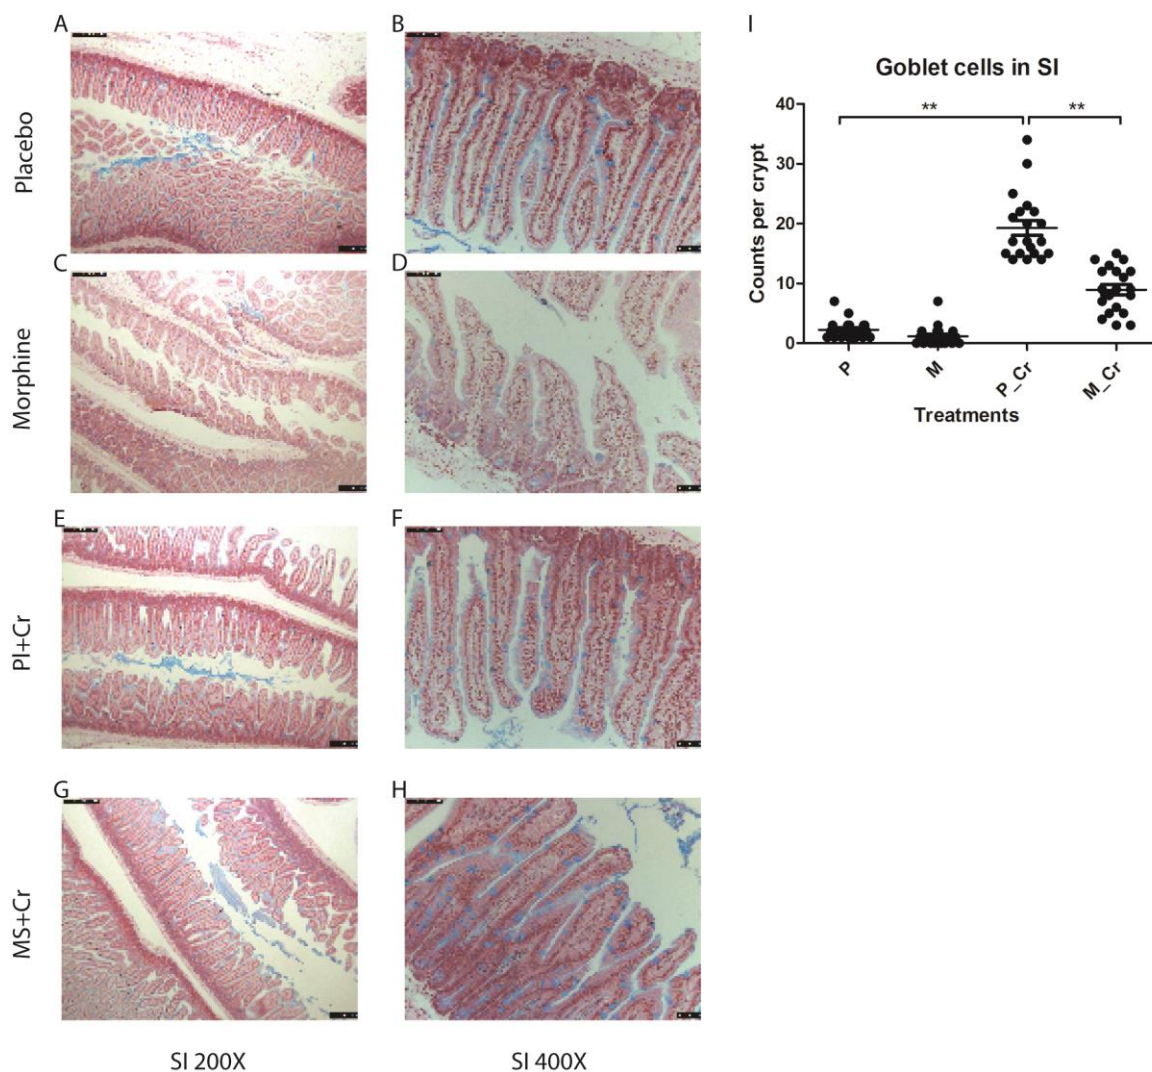 A
B
I
Placebo
Goblet cells in SI
Counts per crypt
40
30
20
10
0
**
**
P
M
P_Cr
M_Cr
Treatments
C
D
Morphine
E
F
PI+Cr
G
H
MS+Cr
SI 200X
SI 400X